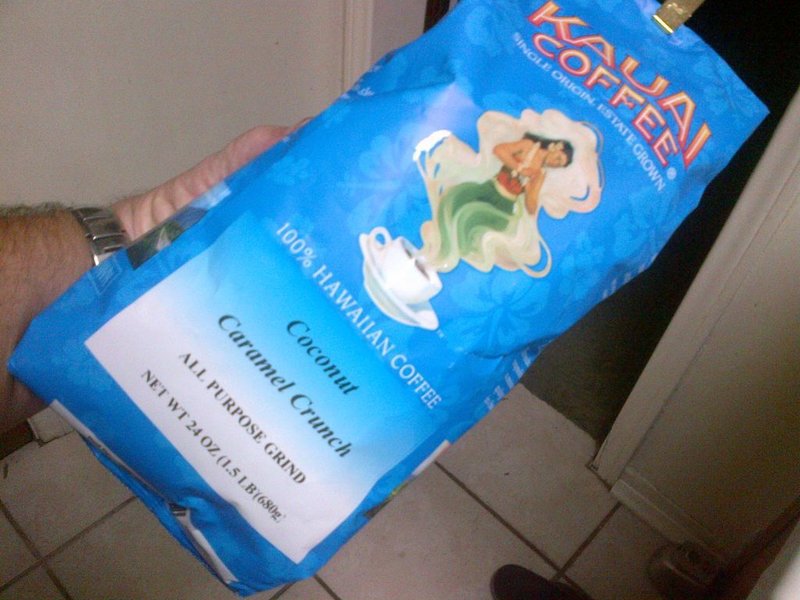 KAUAI
COFFEE®
SINGLE ORIGIN, ESTATE GROWN
100% HAWAIIAN COFFEE
Coconut
Caramel Crunch
ALL PURPOSE GRIND
NET WT 24 OZ (1.5 LB)(680g)